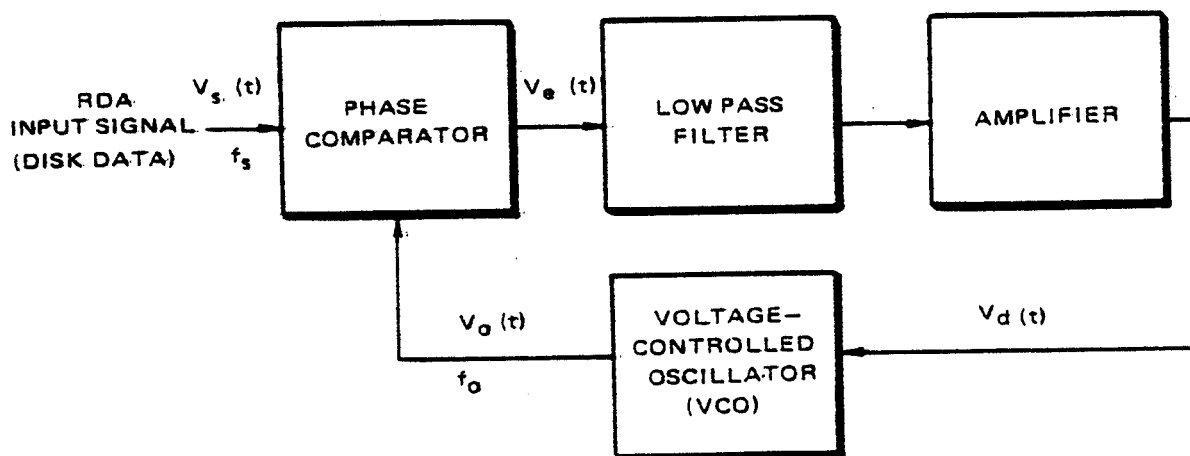 RDA
INPUT SIGNAL
(DISK DATA)
Vs. (t)
fs
PHASE
COMPARATOR
Ve (t)
LOW PASS
FILTER
AMPLIFIER
Vo (t)
fo
VOLTAGE–
CONTROLLED
OSCILLATOR
(VCO)
Vd (t)